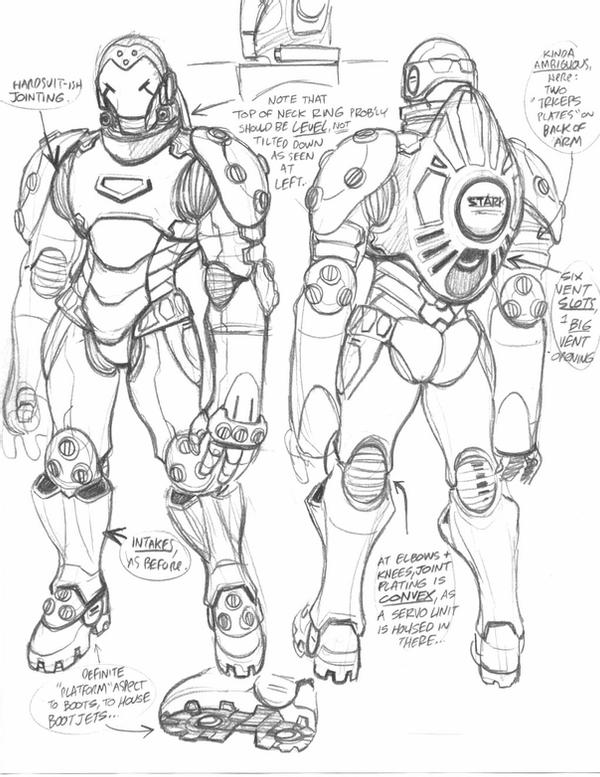 HARDSUIT-ISH
JOINTING.
NOTE THAT
TOP OF NECK RING PROB'LY
SHOULD BE LEVEL, NOT
TILTED DOWN
AS SEEN
AT
LEFT.
KINDA
AMBIGUOUS,
HERE:
TWO
"TRICEPS
PLATES" ON
BACK OF
ARM
STARK
SIX
VENT
SLOTS,
1 BIG
VENT
OPENING
INTAKES,
AS BEFORE.
AT ELBOWS +
KNEES, JOINT
PLATING IS
CONVEX, AS
A SERVO UNIT
IS HOUSED IN
THERE...
DEFINITE
"PLATFORM" ASPECT
TO BOOTS, TO HOUSE
BOOTJETS...